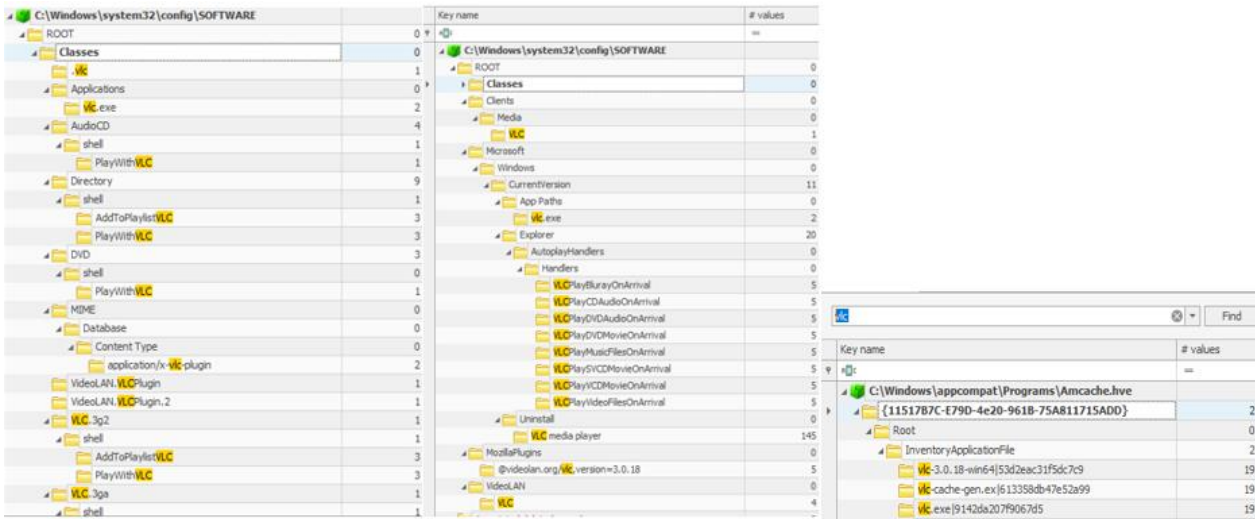 C:\Windows\system32\config\SOFTWARE
ROOT 0
Classes 0
.vlc 1
Applications 0
vlc.exe 2
AudioCD 4
shell 1
PlayWithVLC 1
Directory 9
shell 1
AddToPlaylistVLC 3
PlayWithVLC 3
DVD 3
shell 0
PlayWithVLC 1
MIME 0
Database 0
Content Type 0
application/x-vlc-plugin 2
VideoLAN.VLCPlugin 1
VideoLAN.VLCPlugin.2 1
VLC.3g2 1
shell 1
AddToPlaylistVLC 3
PlayWithVLC 3
VLC.3ga 1
shell 1
Key name # values
=
C:\Windows\system32\config\SOFTWARE
ROOT 0
Classes 0
Clients 0
Media 0
VLC 1
Microsoft 0
Windows 0
CurrentVersion 11
App Paths 0
vlc.exe 2
Explorer 20
AutoplayHandlers 0
Handlers 0
VLCPlayBlurayOnArrival 5
VLCPlayCDAudioOnArrival 5
VLCPlayDVDAudioOnArrival 5
VLCPlayDVDMovieOnArrival 5
VLCPlayMusicFilesOnArrival 5
VLCPlaySVCDMovieOnArrival 5
VLCPlayVCDMovieOnArrival 5
VLCPlayVideoFilesOnArrival 5
Uninstall 0
VLC media player 145
MozillaPlugins 0
@videolan.org/vlc,version=3.0.18 5
VideoLAN 0
VLC 4
vlc Find
Key name # values
=
C:\Windows\appcompat\Programs\Amcache.hve
{11517B7C-E79D-4e20-961B-75A811715ADD} 2
Root 0
InventoryApplicationFile 2
vlc-3.0.18-win64|53d2eac31f5dc7c9 19
vlc-cache-gen.ex|613358db47e52a99 19
vlc.exe|9142da207f9067d5 19